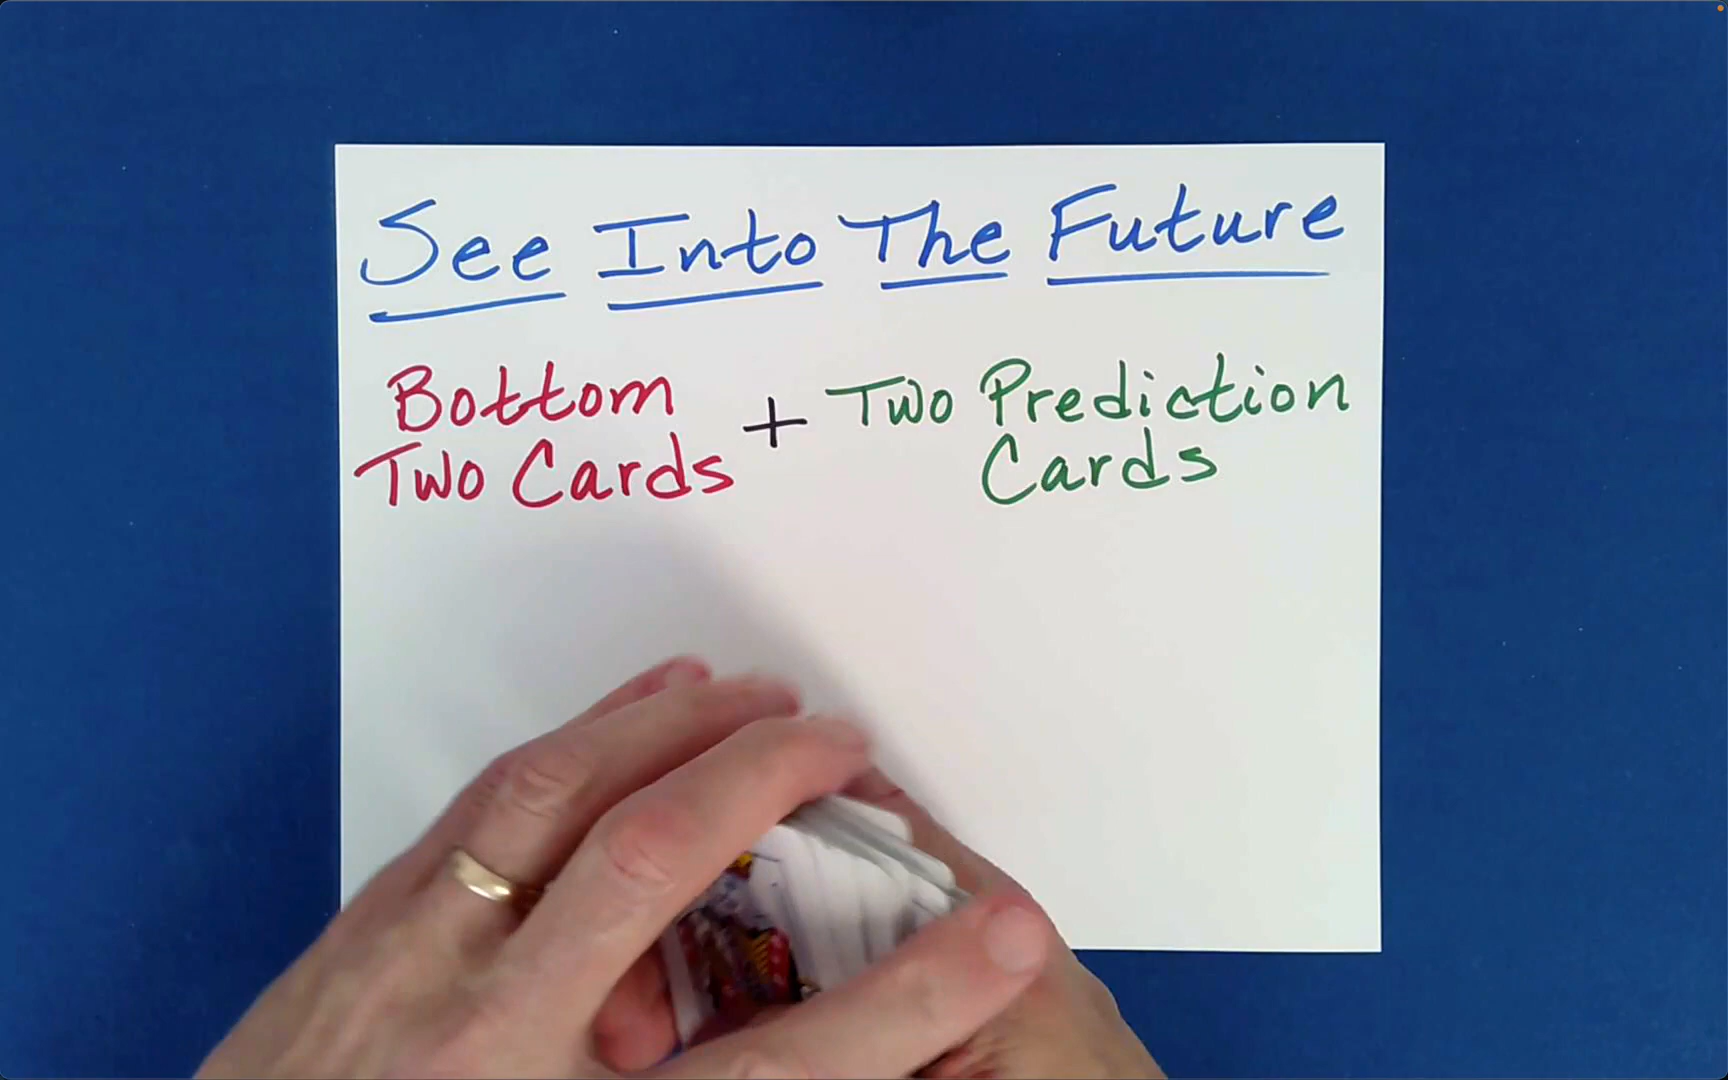 See Into The Future
Bottom
Two Cards
+
Two Prediction
Cards